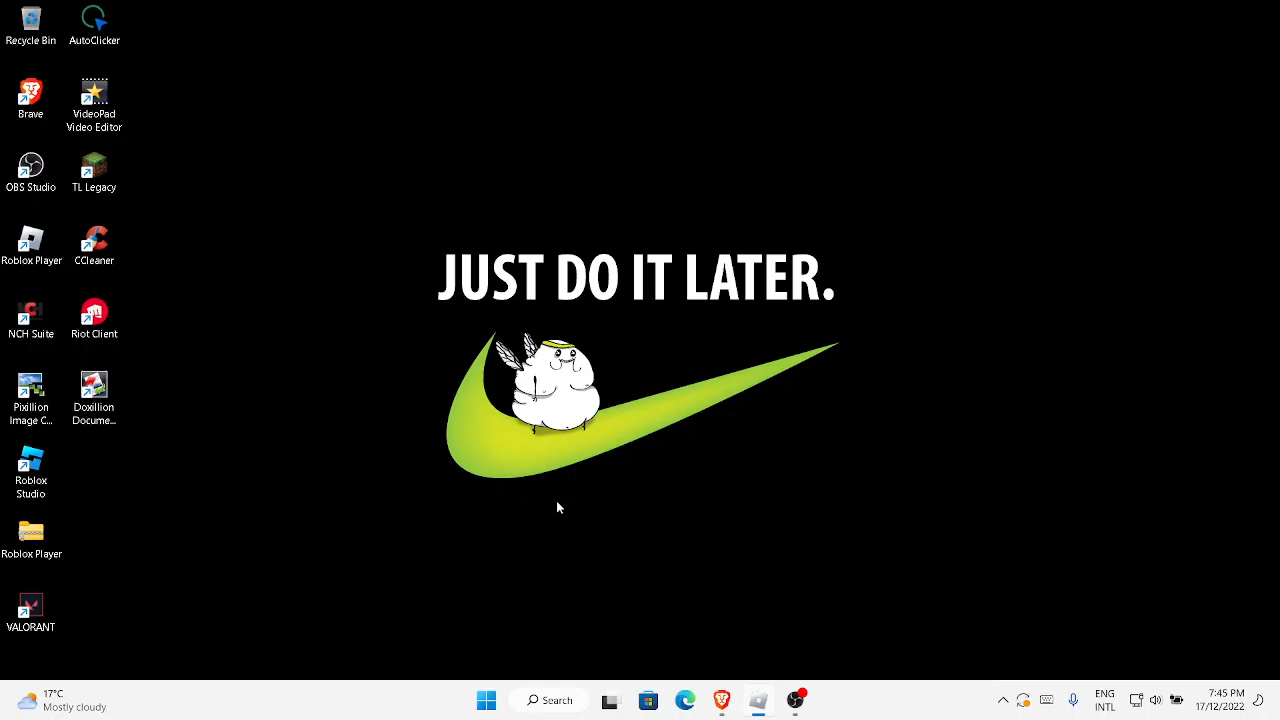 Recycle Bin
AutoClicker
Brave
VideoPad
Video Editor
OBS Studio
TL Legacy
Roblox Player
CCleaner
NCH Suite
Riot Client
Pixillion
Image C...
Doxillion
Docume...
Roblox
Studio
Roblox Player
VALORANT
JUST DO IT LATER.
17°C
Mostly cloudy
Search
ENG
INTL
7:45 PM
17/12/2022